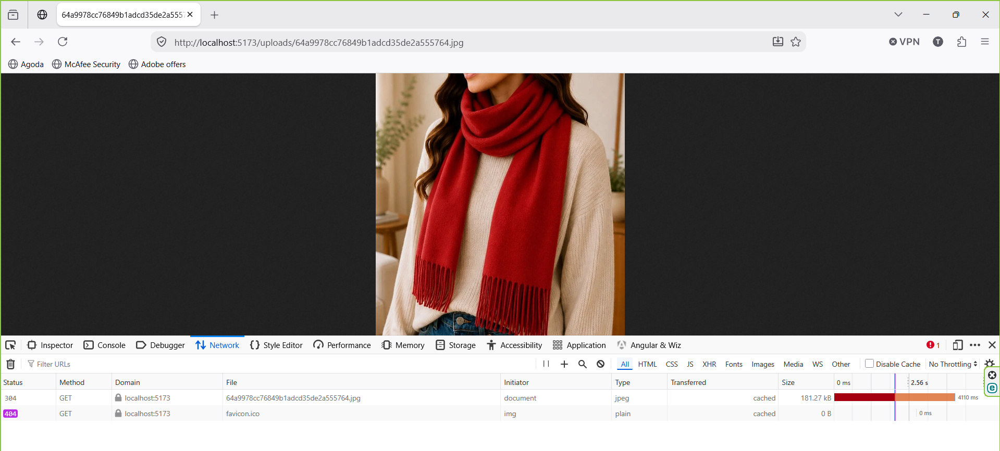 64a9978cc76849b1adcd35de2a5557
http://localhost:5173/uploads/64a9978cc76849b1adcd35de2a555764.jpg
VPN
T
Agoda McAfee Security Adobe offers
Inspector Console Debugger Network Style Editor Performance Memory Storage Accessibility Application Angular & Wiz 1
Filter URLs All HTML CSS JS XHR Fonts Images Media WS Other Disable Cache No Throttling
Status Method Domain File Initiator Type Transferred Size 0 ms 2.56 s
304 GET localhost:5173 64a9978cc76849b1adcd35de2a555764.jpg document jpeg cached 181.27 kB 4110 ms
404 GET localhost:5173 favicon.ico img plain cached 0 B 0 ms